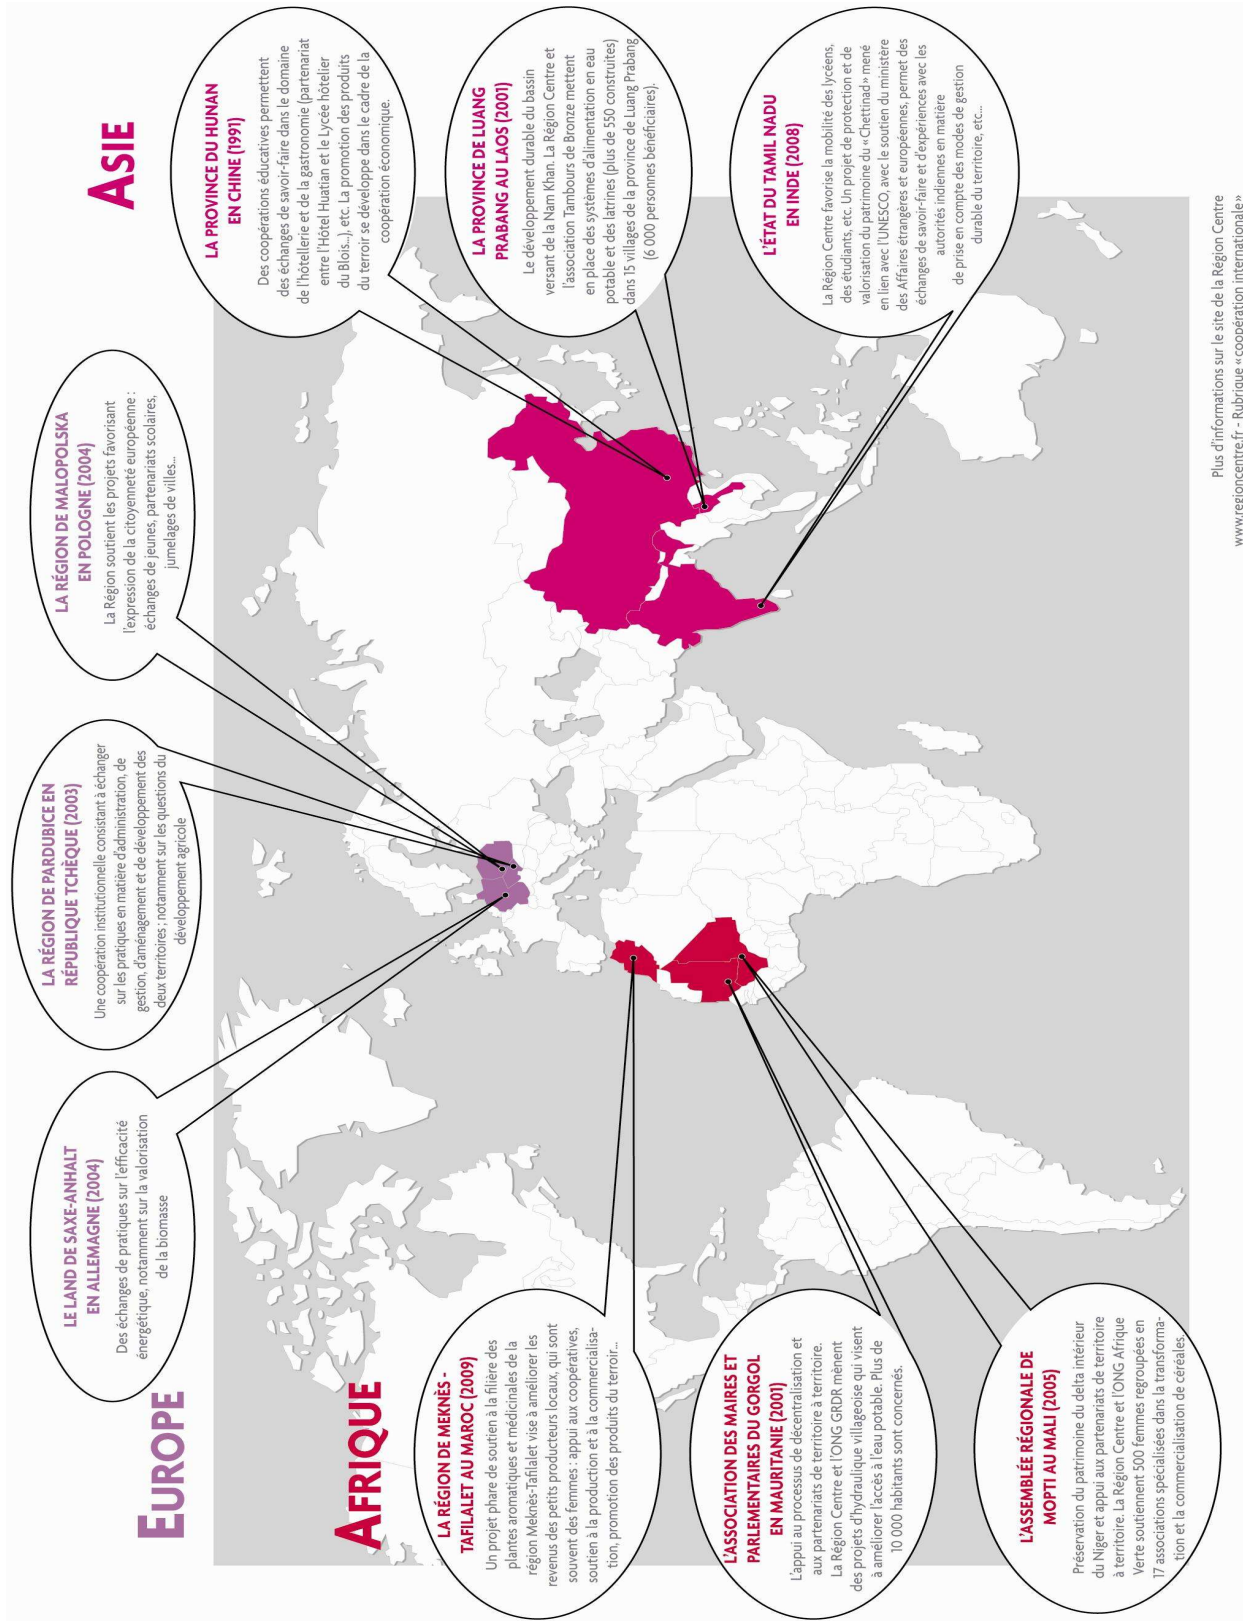 EUROPE
LE LAND DE SAXE-ANHALT
EN ALLEMAGNE (2004)
Des échanges de pratiques sur l'efficacité
énergétique, notamment sur la valorisation
de la biomasse
LA RÉGION DE PARDUBICE EN
RÉPUBLIQUE TCHÈQUE (2003)
Une coopération institutionnelle consistant à échanger
sur les pratiques en matière d'administration, de
gestion, d'aménagement et de développement des
deux territoires ; notamment sur les questions du
développement agricole
LA RÉGION DE MALOPOLSKA
EN POLOGNE (2004)
La Région soutient les projets favorisant
l'expression de la citoyenneté européenne :
échanges de jeunes, partenariats scolaires,
jumelages de villes...
ASIE
LA PROVINCE DU HUNAN
EN CHINE (1991)
Des coopérations éducatives permettent
des échanges de savoir-faire dans le domaine
de l'hôtellerie et de la gastronomie (partenariat
entre l'Hôtel Huatian et le Lycée hôtelier
du Blois...), etc. La promotion des produits
du terroir se développe dans le cadre de la
coopération économique.
LA PROVINCE DE LUANG
PRABANG AU LAOS (2001)
Le développement durable du bassin
versant de la Nam Khan. La Région Centre et
l'association Tambours de Bronze mettent
en place des systèmes d'alimentation en eau
potable et des latrines (plus de 550 construites)
dans 15 villages de la province de Luang Prabang
(6 000 personnes bénéficiaires).
L'ÉTAT DU TAMIL NADU
EN INDE (2008)
La Région Centre favorise la mobilité des lycéens,
des étudiants, etc. Un projet de protection et de
valorisation du patrimoine du « Chettinad » mené
en lien avec l'UNESCO, avec le soutien du ministère
des Affaires étrangères et européennes, permet des
échanges de savoir-faire et d'expériences avec les
autorités indiennes en matière
de prise en compte des modes de gestion
durable du territoire, etc...
AFRIQUE
LA RÉGION DE MEKNÈS -
TAFILALET AU MAROC (2009)
Un projet phare de soutien à la filière des
plantes aromatiques et médicinales de la
région Meknès-Tafilalet vise à améliorer les
revenus des petits producteurs locaux, qui sont
souvent des femmes : appui aux coopératives,
soutien à la production et à la commercialisa-
tion, promotion des produits du terroir...
L'ASSOCIATION DES MAIRES ET
PARLEMENTAIRES DU GORGOL
EN MAURITANIE (2001)
L'appui au processus de décentralisation et
aux partenariats de territoire à territoire.
La Région Centre et l'ONG GRDR mènent
des projets d'hydraulique villageoise qui visent
à améliorer l'accès à l'eau potable. Plus de
10 000 habitants sont concernés.
L'ASSEMBLÉE RÉGIONALE DE
MOPTI AU MALI (2005)
Préservation du patrimoine du delta intérieur
du Niger et appui aux partenariats de territoire
à territoire. La Région Centre et l'ONG Afrique
Verte soutiennent 500 femmes regroupées en
17 associations spécialisées dans la transforma-
tion et la commercialisation de céréales.
Plus d'informations sur le site de la Région Centre
www.regioncentre.fr - Rubrique « coopération internationale »